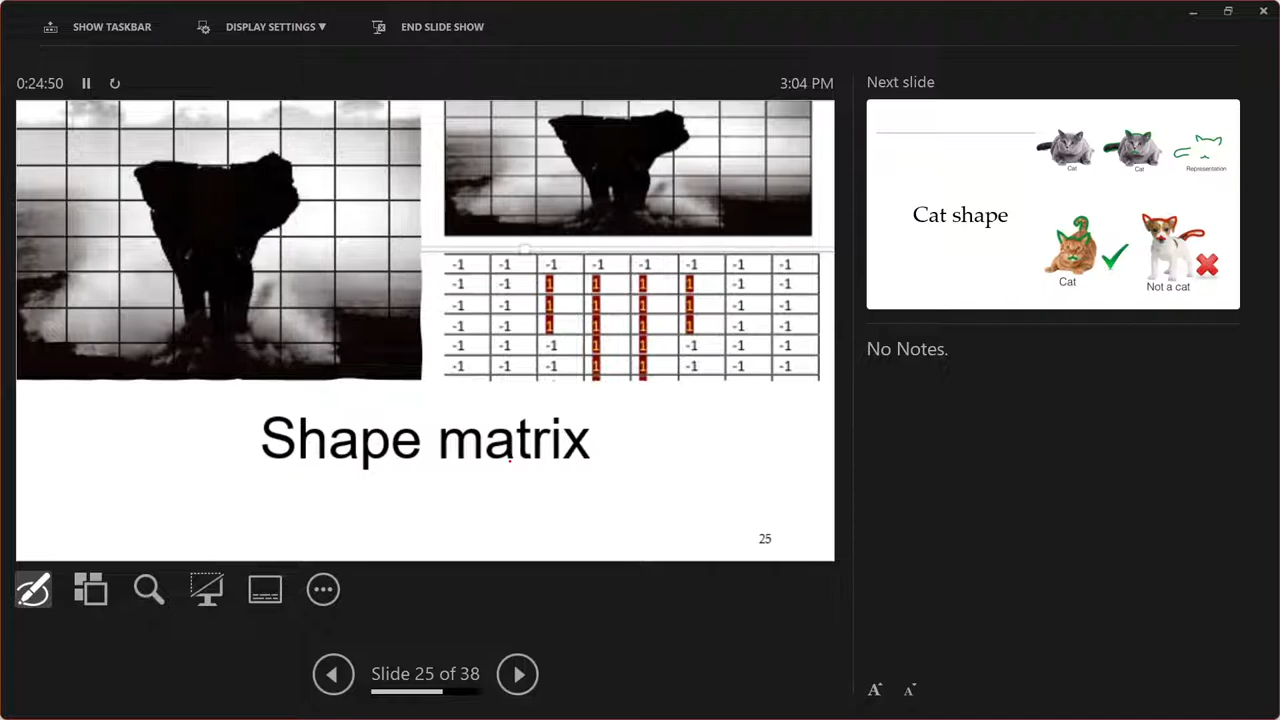 SHOW TASKBAR DISPLAY SETTINGS ▼ END SLIDE SHOW
0:24:50 3:04 PM
-1 -1 -1 -1 -1 -1 -1 -1
-1 -1 1 1 1 1 -1 -1
-1 -1 1 1 1 1 -1 -1
-1 -1 1 1 1 1 -1 -1
-1 -1 -1 1 1 -1 -1 -1
-1 -1 -1 1 1 -1 -1 -1
Shape matrix
25
Slide 25 of 38
Next slide
Cat Cat Representation
Cat shape
Cat Not a cat
No Notes.
A A